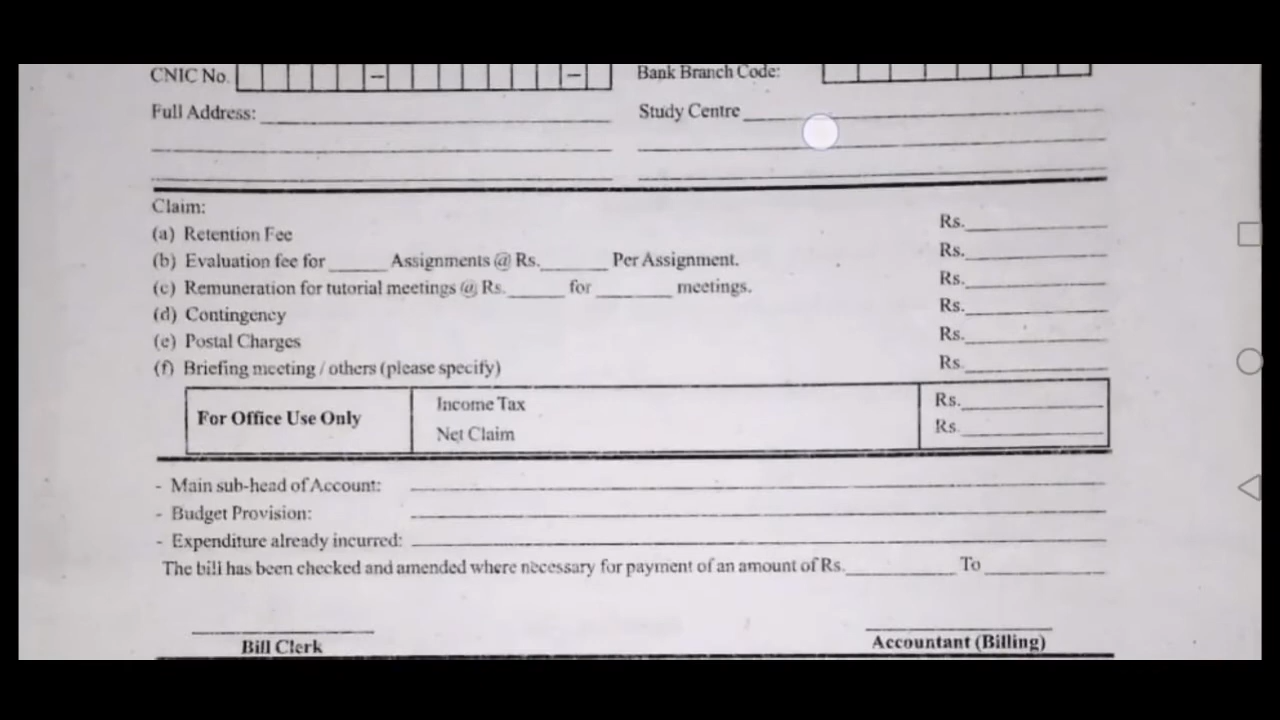 CNIC No. – – Bank Branch Code:
Full Address: Study Centre
Claim:
(a) Retention Fee Rs.
(b) Evaluation fee for Assignments @ Rs. Per Assignment. Rs.
(c) Remuneration for tutorial meetings @ Rs. for meetings. Rs.
(d) Contingency Rs.
(e) Postal Charges Rs.
(f) Briefing meeting / others (please specify) Rs.
For Office Use Only Income Tax Rs.
Net Claim Rs.
- Main sub-head of Account:
- Budget Provision:
- Expenditure already incurred:
The bill has been checked and amended where necessary for payment of an amount of Rs. To
Bill Clerk Accountant (Billing)